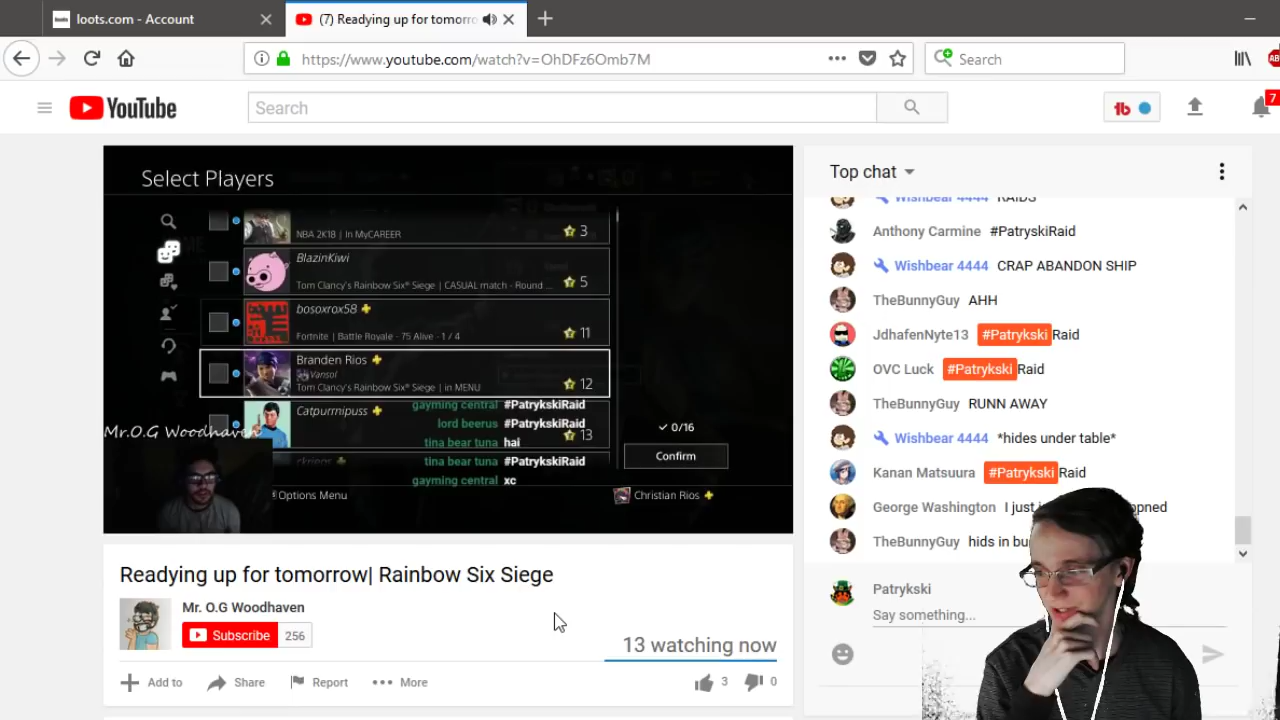 loots.com - Account
(7) Readying up for tomorro
https://www.youtube.com/watch?v=OhDFz6Omb7M
Search
YouTube
Search
7
Select Players
NBA 2K18 | In MyCAREER
3
BlazinKiwi
Tom Clancy's Rainbow Six® Siege | CASUAL match - Round ...
5
bosoxrox58
Fortnite | Battle Royale - 75 Alive - 1 / 4
11
Branden Rios
Vansol
Tom Clancy's Rainbow Six® Siege | in MENU
12
Catpurrnipuss
13
gayming central #PatrykskiRaid
lord beerus #PatrykskiRaid
tina bear tuna hai
tina bear tuna #PatrykskiRaid
gayming central xc
Mr.O.G Woodhaven
0/16
Confirm
Options Menu
Christian Rios
Top chat
Wishbear 4444 RAIDS
Anthony Carmine #PatryskiRaid
Wishbear 4444 CRAP ABANDON SHIP
TheBunnyGuy AHH
JdhafenNyte13 #Patrykski Raid
OVC Luck #Patrykski Raid
TheBunnyGuy RUNN AWAY
Wishbear 4444 *hides under table*
Kanan Matsuura #Patrykski Raid
George Washington I just
TheBunnyGuy hids in
Patrykski
Say something...
Readying up for tomorrow| Rainbow Six Siege
Mr. O.G Woodhaven
Subscribe 256
13 watching now
Add to Share Report More
3 0